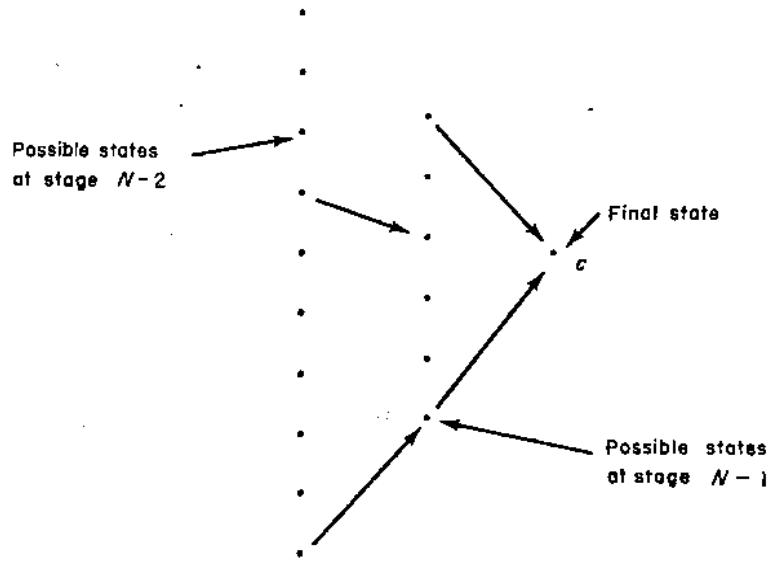 Possible states
at stage N-2
Final state
c
Possible states
at stage N-1